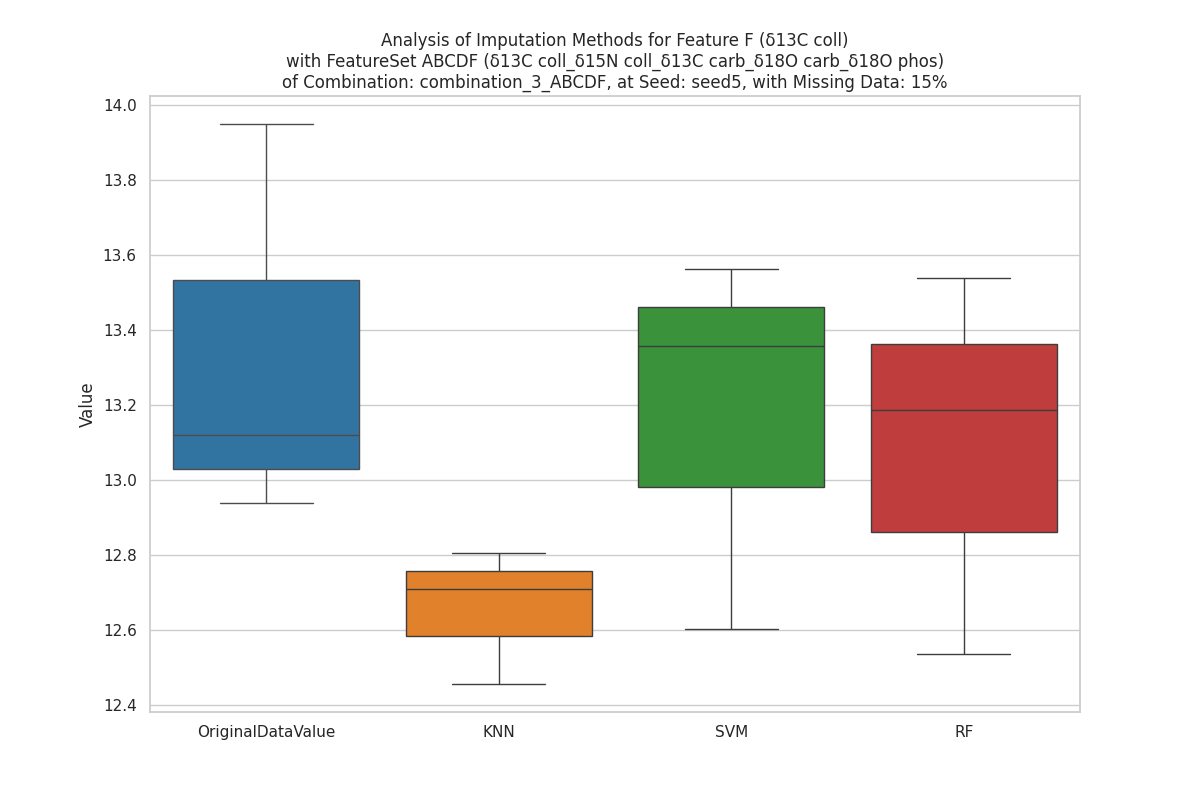 Analysis of Imputation Methods for Feature F (δ13C coll)
with FeatureSet ABCDF (δ13C coll_δ15N coll_δ13C carb_δ18O carb_δ18O phos)
of Combination: combination_3_ABCDF, at Seed: seed5, with Missing Data: 15%
14.0
13.8
13.6
13.4
13.2
13.0
12.8
12.6
12.4
Value
OriginalDataValue
KNN
SVM
RF